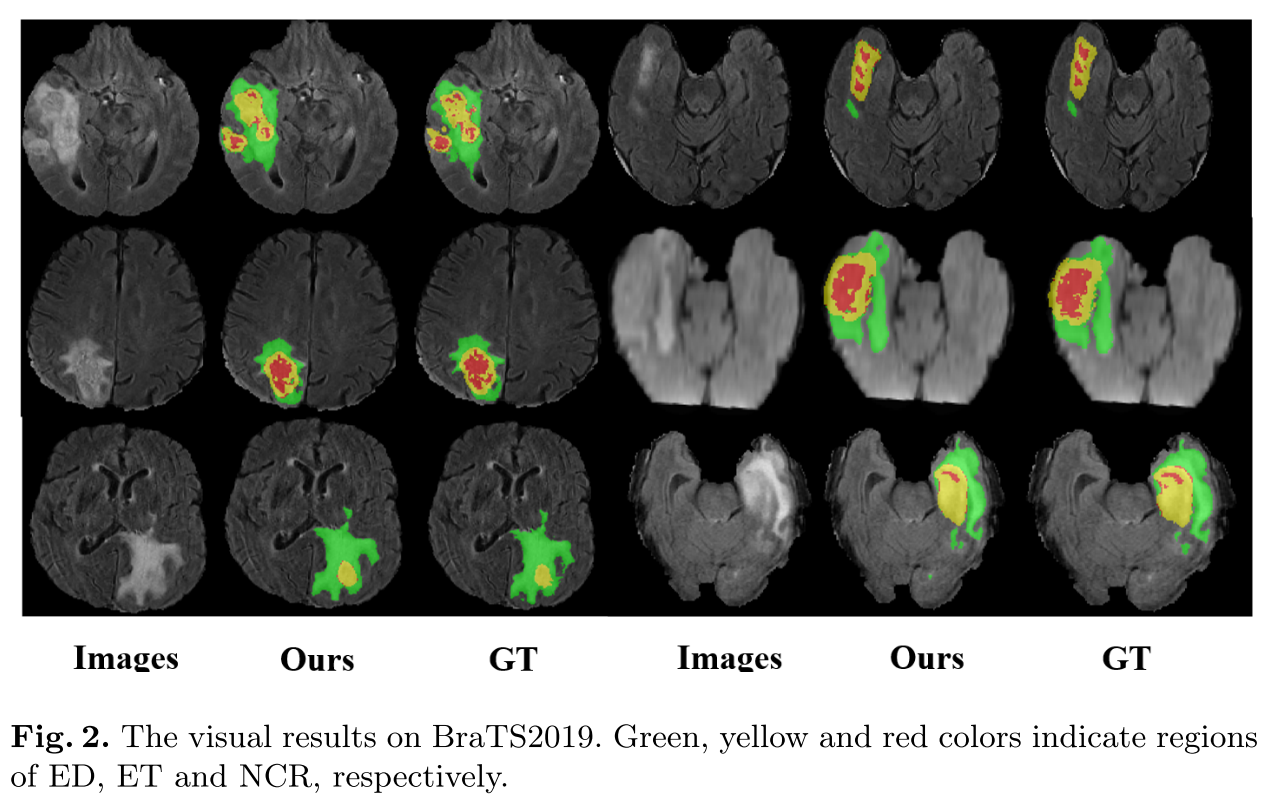 Images Ours GT Images Ours GT
Fig. 2. The visual results on BraTS2019. Green, yellow and red colors indicate regions
of ED, ET and NCR, respectively.